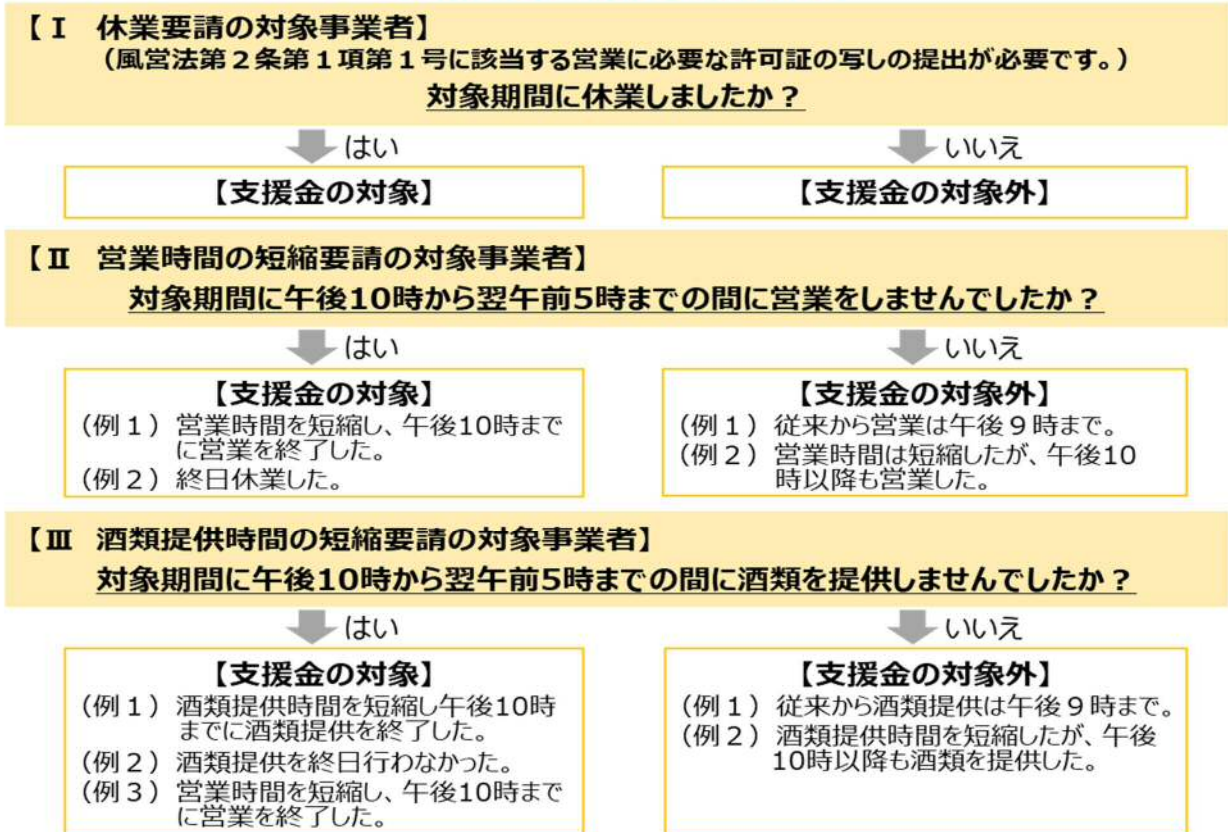 【Ⅰ 休業要請の対象事業者】
（風営法第２条第１項第１号に該当する営業に必要な許可証の写しの提出が必要です。）
対象期間に休業しましたか？
はい
いいえ
【支援金の対象】
【支援金の対象外】
【Ⅱ 営業時間の短縮要請の対象事業者】
対象期間に午後10時から翌午前5時までの間に営業をしませんでしたか？
はい
いいえ
【支援金の対象】
（例１）営業時間を短縮し、午後10時まで
に営業を終了した。
（例２）終日休業した。
【支援金の対象外】
（例１）従来から営業は午後９時まで。
（例２）営業時間は短縮したが、午後10
時以降も営業した。
【Ⅲ 酒類提供時間の短縮要請の対象事業者】
対象期間に午後10時から翌午前5時までの間に酒類を提供しませんでしたか？
はい
いいえ
【支援金の対象】
（例１）酒類提供時間を短縮し午後10時
までに酒類提供を終了した。
（例２）酒類提供を終日行わなかった。
（例３）営業時間を短縮し、午後10時まで
に営業を終了した。
【支援金の対象外】
（例１）従来から酒類提供は午後９時まで。
（例２）酒類提供時間を短縮したが、午後
10時以降も酒類を提供した。